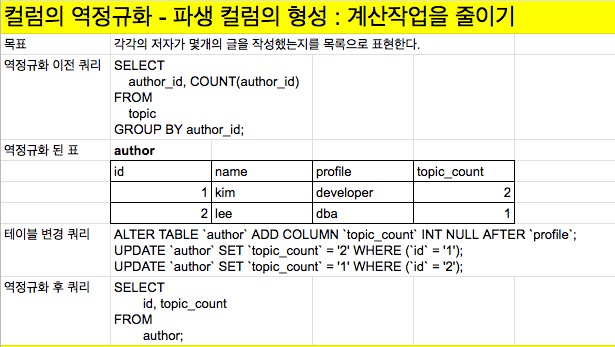 컬럼의 역정규화 - 파생 컬럼의 형성 : 계산작업을 줄이기
목표 각각의 저자가 몇개의 글을 작성했는지를 목록으로 표현한다.
역정규화 이전 쿼리 SELECT
author_id, COUNT(author_id)
FROM
topic
GROUP BY author_id;
역정규화 된 표 author
id name profile topic_count
1 kim developer 2
2 lee dba 1
테이블 변경 쿼리 ALTER TABLE `author` ADD COLUMN `topic_count` INT NULL AFTER `profile`;
UPDATE `author` SET `topic_count` = '2' WHERE (`id` = '1');
UPDATE `author` SET `topic_count` = '1' WHERE (`id` = '2');
역정규화 후 쿼리 SELECT
id, topic_count
FROM
author;